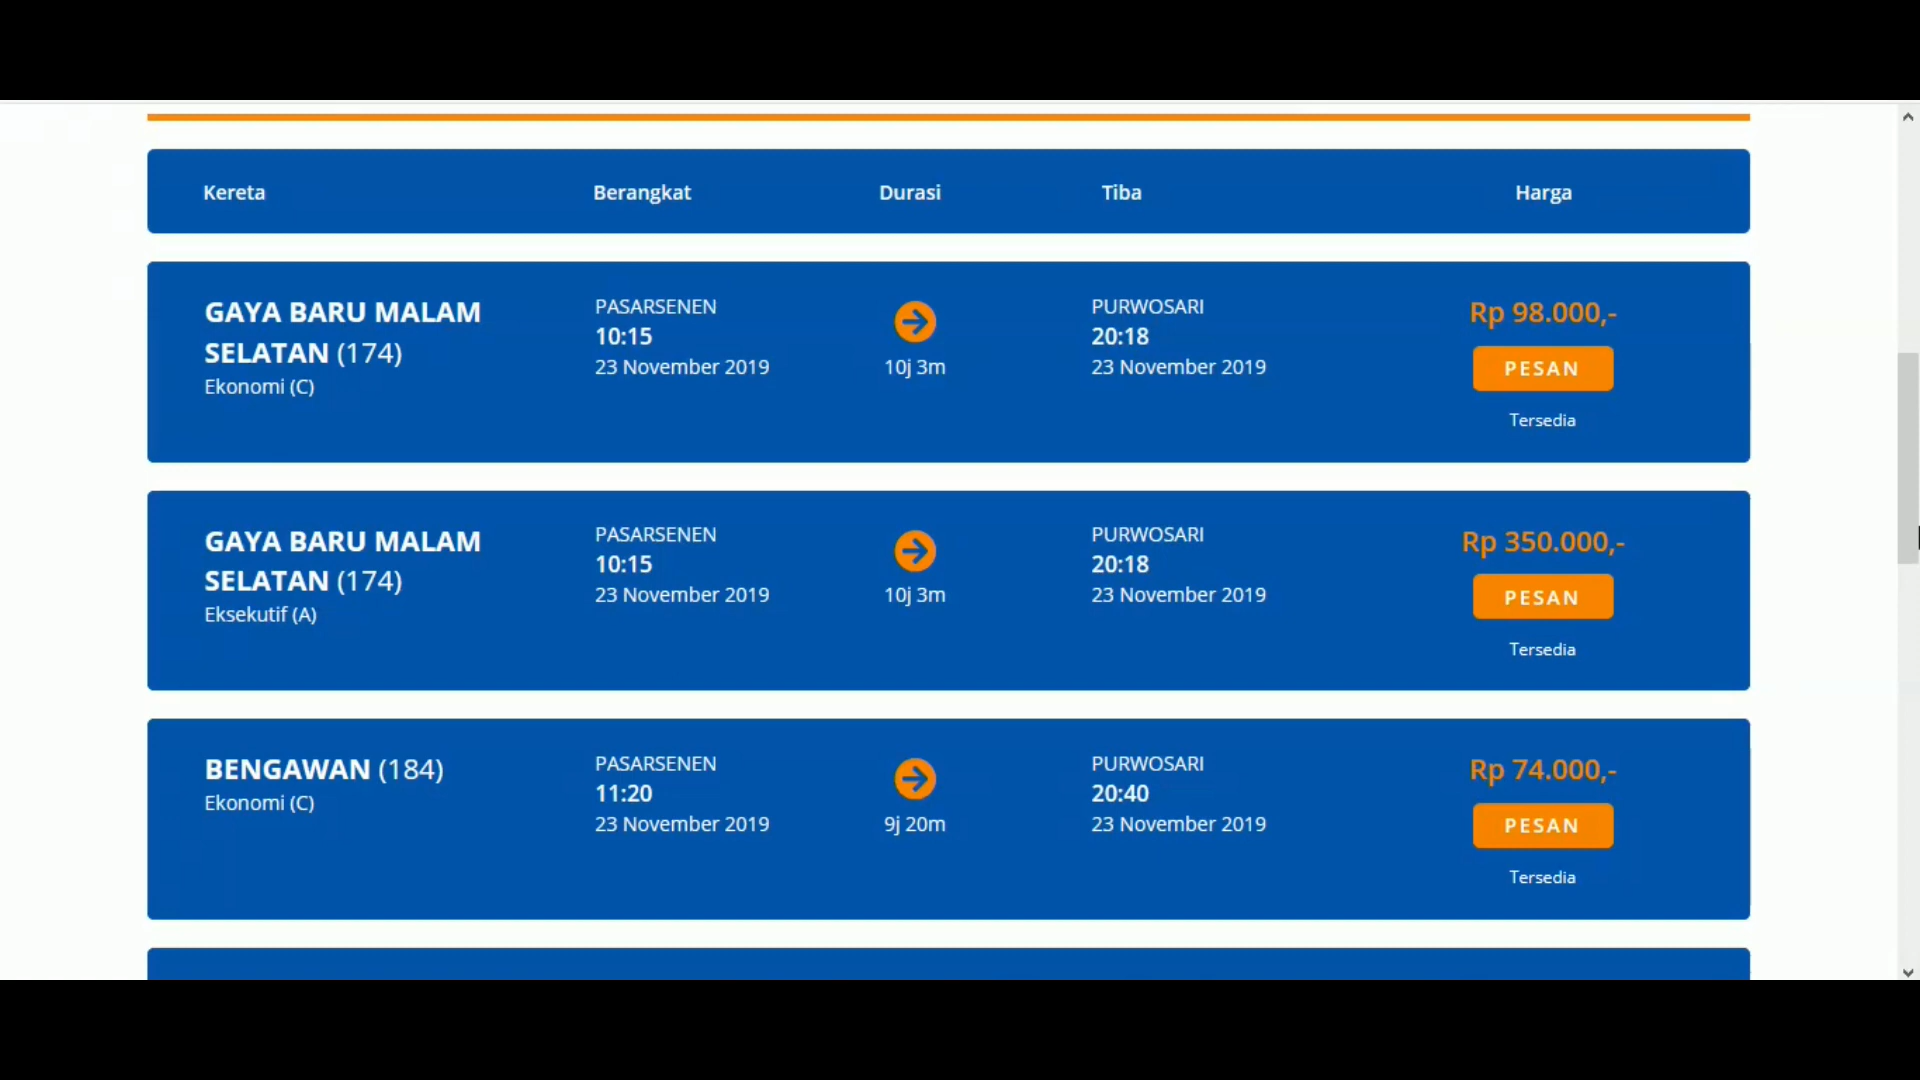 Kereta Berangkat Durasi Tiba Harga
GAYA BARU MALAM
SELATAN (174)
Ekonomi (C)
PASARSENEN
10:15
23 November 2019
10j 3m
PURWOSARI
20:18
23 November 2019
Rp 98.000,-
PESAN
Tersedia
GAYA BARU MALAM
SELATAN (174)
Eksekutif (A)
PASARSENEN
10:15
23 November 2019
10j 3m
PURWOSARI
20:18
23 November 2019
Rp 350.000,-
PESAN
Tersedia
BENGAWAN (184)
Ekonomi (C)
PASARSENEN
11:20
23 November 2019
9j 20m
PURWOSARI
20:40
23 November 2019
Rp 74.000,-
PESAN
Tersedia